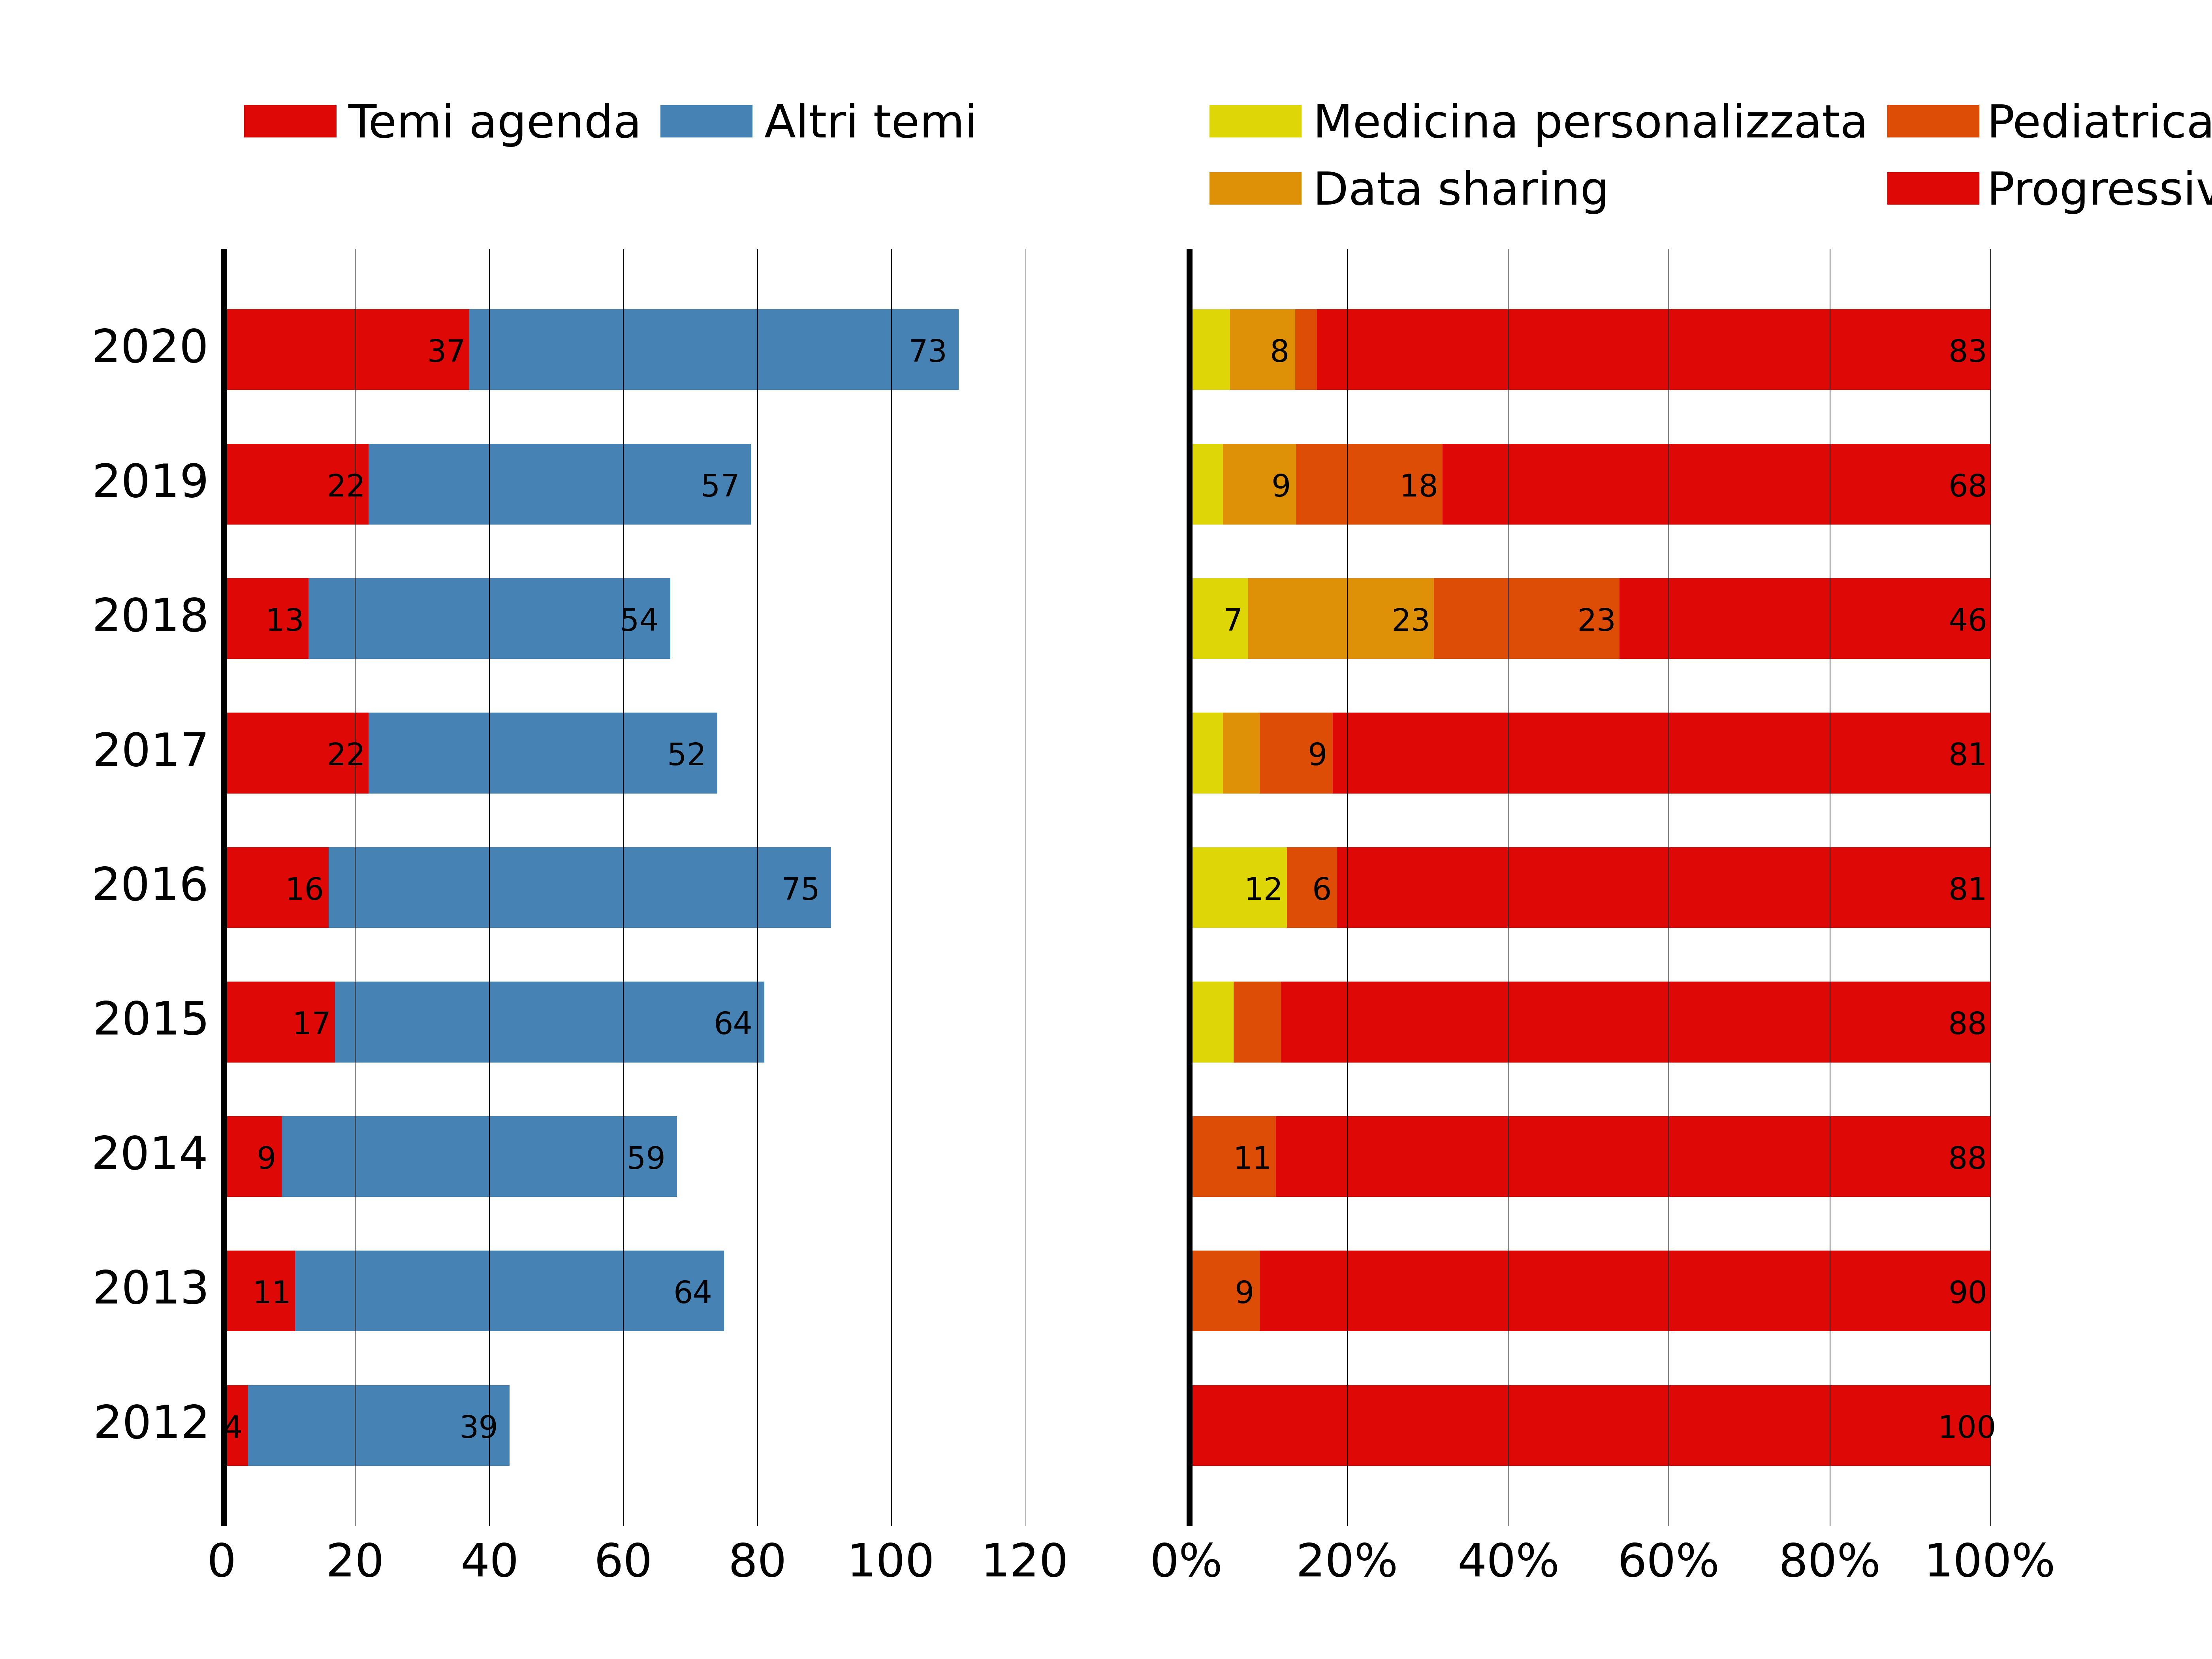 Temi agenda Altri temi Medicina personalizzata Pediatrica
Data sharing Progressiv
2020 37 73 8 83
2019 22 57 9 18 68
2018 13 54 7 23 23 46
2017 22 52 9 81
2016 16 75 12 6 81
2015 17 64 88
2014 9 59 11 88
2013 11 64 9 90
2012 4 39 100
0 20 40 60 80 100 120 0% 20% 40% 60% 80% 100%